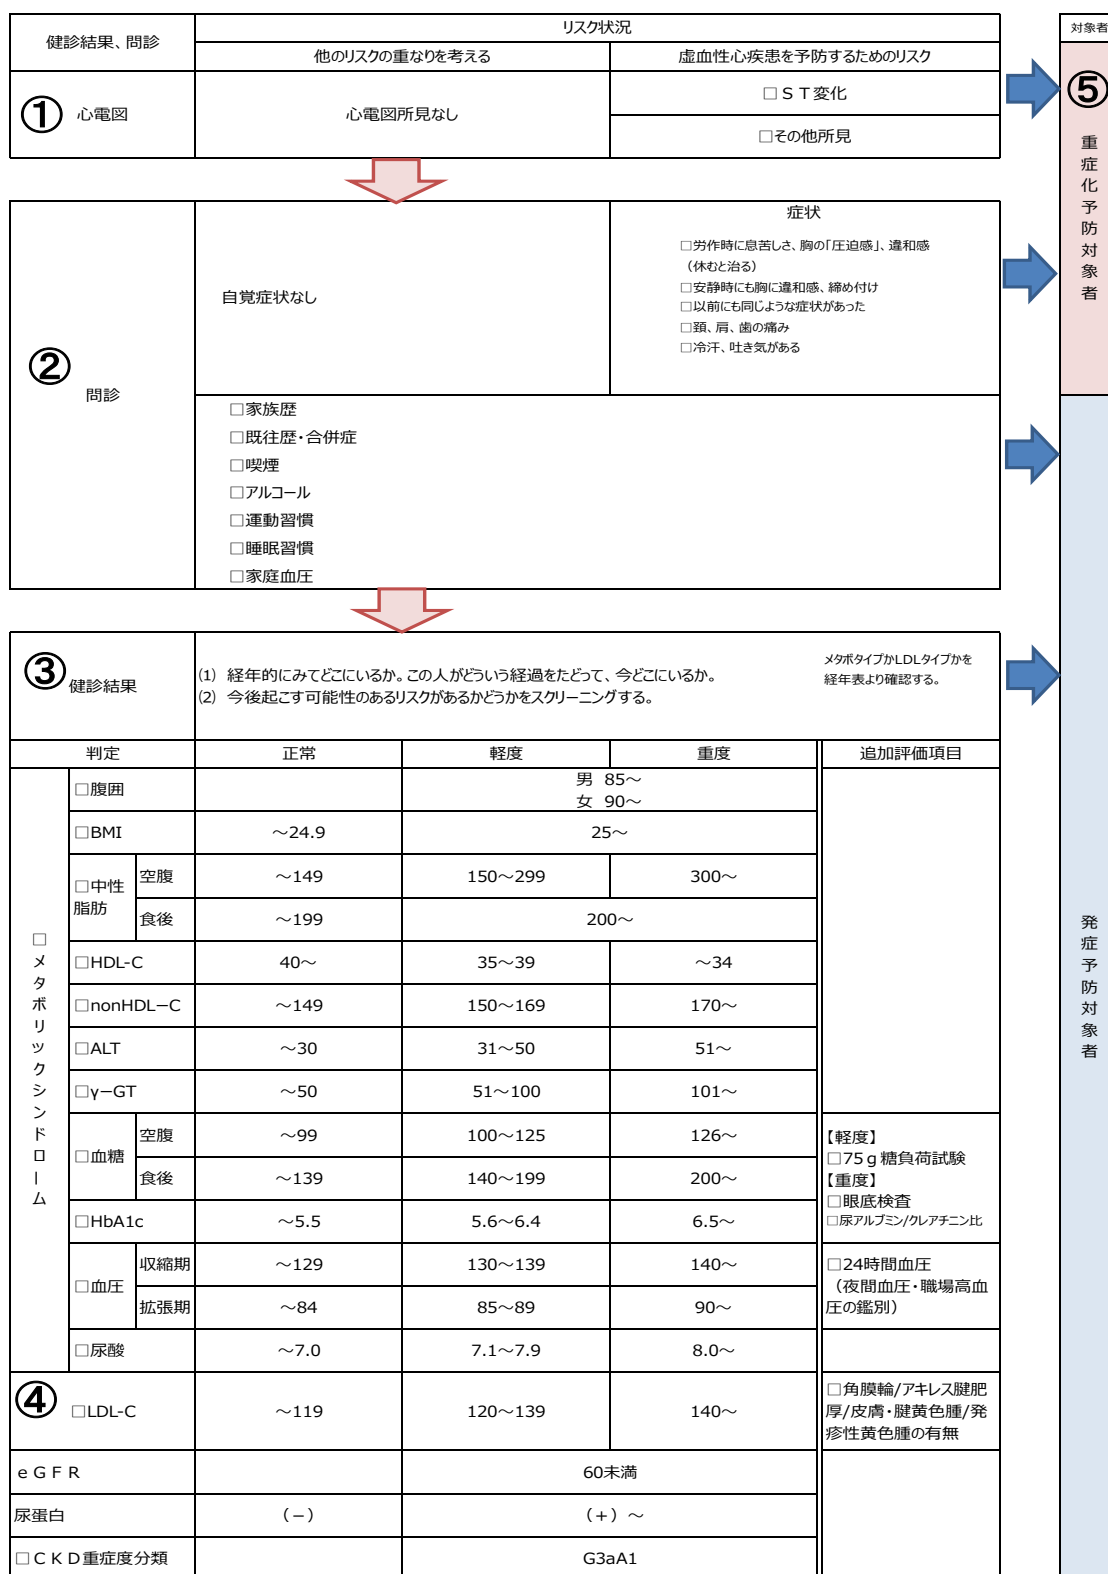 健診結果、問診
リスク状況
対象者
他のリスクの重なりを考える
虚血性心疾患を予防するためのリスク
①
心電図
心電図所見なし
□ＳＴ変化
□その他所見
⑤
重症化予防対象者
②
問診
自覚症状なし
症状
□労作時に息苦しさ、胸の「圧迫感」、違和感
（休むと治る）
□安静時にも胸に違和感、締め付け
□以前にも同じような症状があった
□頚、肩、歯の痛み
□冷汗、吐き気がある
□家族歴
□既往歴・合併症
□喫煙
□アルコール
□運動習慣
□睡眠習慣
□家庭血圧
③
健診結果
⑴ 経年的にみてどこにいるか。この人がどういう経過をたどって、今どこにいるか。
⑵ 今後起こす可能性のあるリスクがあるかどうかをスクリーニングする。
メタボタイプかLDLタイプかを
経年表より確認する。
判定 正常 軽度 重度 追加評価項目
□メタボリックシンドローム
□腹囲
男 85～
女 90～
□BMI ～24.9 25～
□中性
脂肪
空腹 ～149 150～299 300～
食後 ～199 200～
□HDL-C 40～ 35～39 ～34
□nonHDL－C ～149 150～169 170～
□ALT ～30 31～50 51～
□γ－GT ～50 51～100 101～
□血糖
空腹 ～99 100～125 126～
食後 ～139 140～199 200～
□HbA1c ～5.5 5.6～6.4 6.5～
【軽度】
□75ｇ糖負荷試験
【重度】
□眼底検査
□尿アルブミン/クレアチニン比
□血圧
収縮期 ～129 130～139 140～
拡張期 ～84 85～89 90～
□24時間血圧
（夜間血圧・職場高血
圧の鑑別）
□尿酸 ～7.0 7.1～7.9 8.0～
④
□LDL-C ～119 120～139 140～
□角膜輪/アキレス腱肥
厚/皮膚・腱黄色腫/発
疹性黄色腫の有無
ｅＧＦＲ 60未満
尿蛋白 （－） （＋）～
□ＣＫＤ重症度分類 G3aA1
発症予防対象者